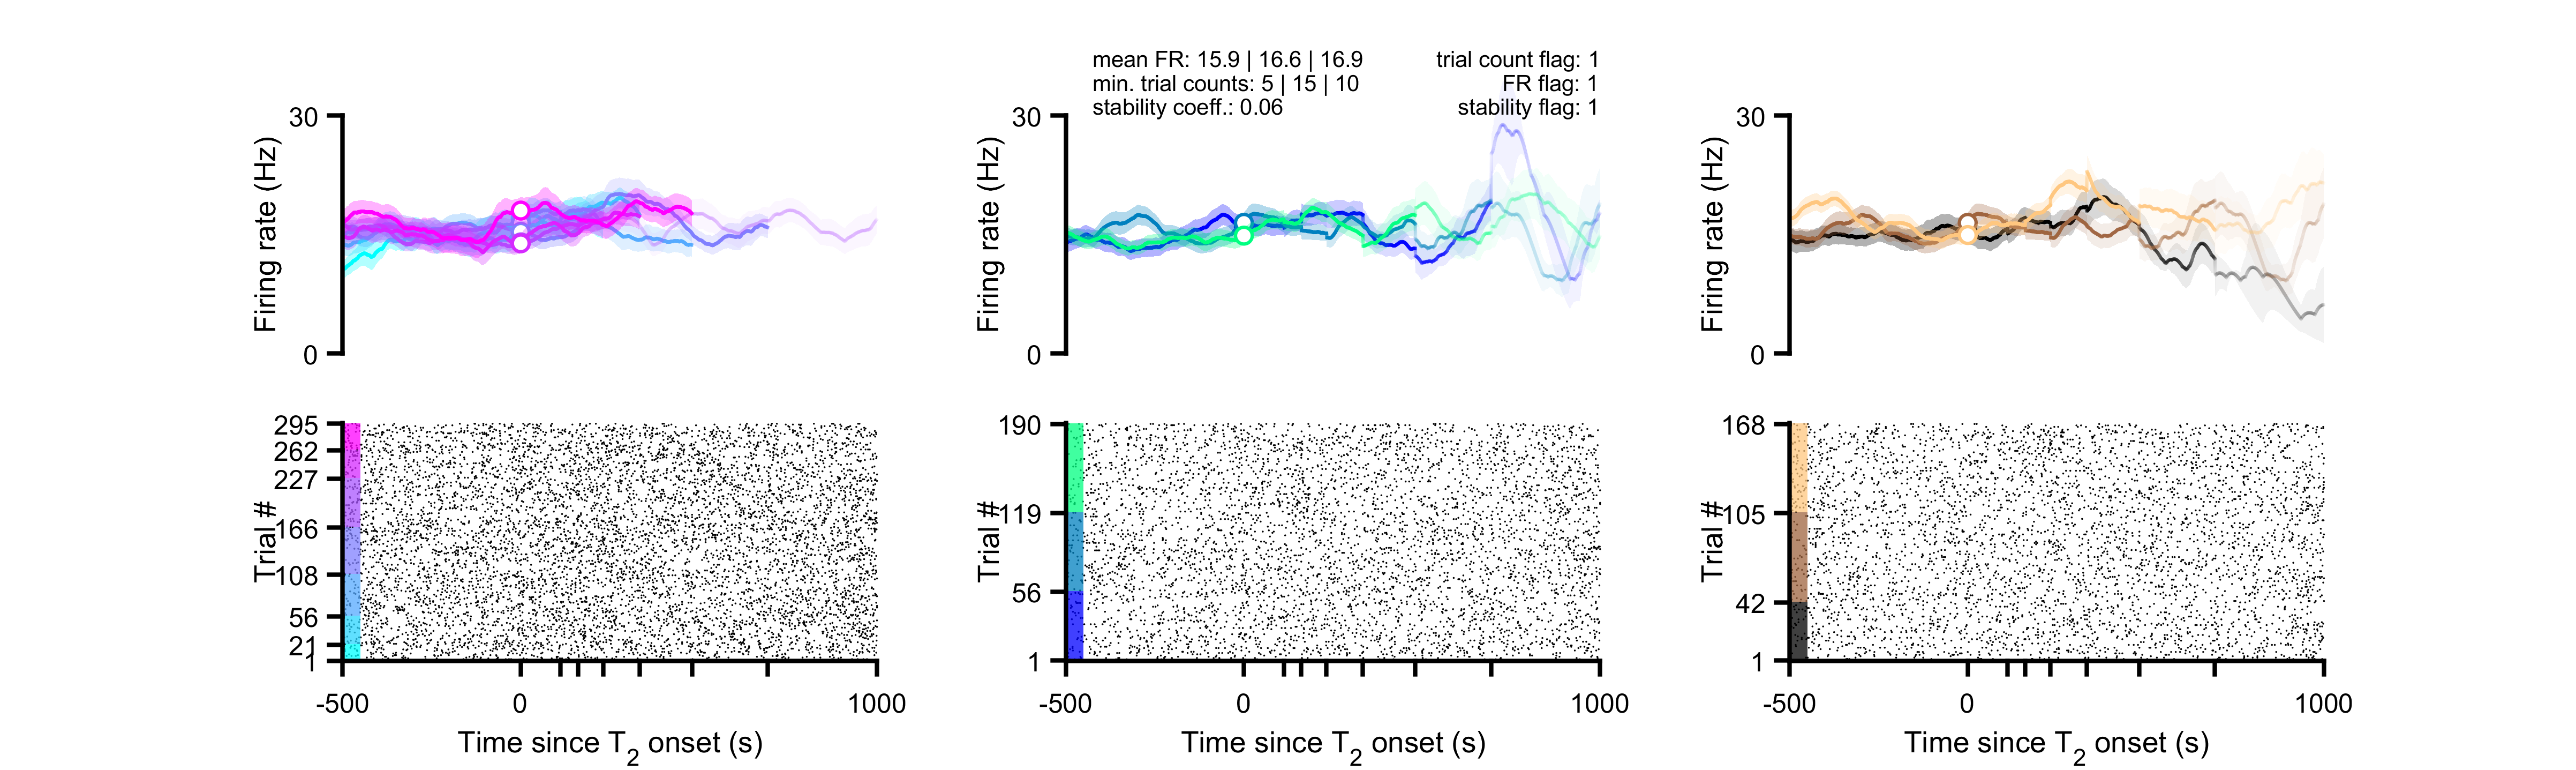 mean FR: 15.9 | 16.6 | 16.9
min. trial counts: 5 | 15 | 10
stability coeff.: 0.06
trial count flag: 1
FR flag: 1
stability flag: 1
30
Firing rate (Hz)
0
30
Firing rate (Hz)
0
30
Firing rate (Hz)
0
295
262
227
166
108
56
21
1
Trial #
-500
0
1000
Time since T2 onset (s)
190
119
56
1
Trial #
-500
0
1000
Time since T2 onset (s)
168
105
42
1
Trial #
-500
0
1000
Time since T2 onset (s)